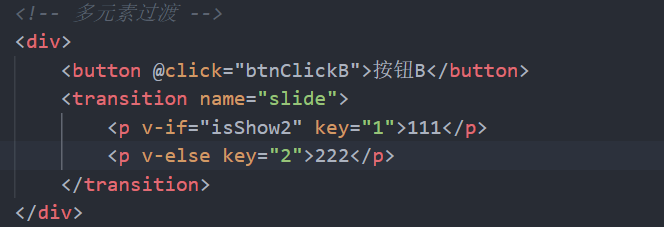 <!-- 多元素过渡 -->
<div>
<button @click="btnClickB">按钮B</button>
<transition name="slide">
<p v-if="isShow2" key="1">111</p>
<p v-else key="2">222</p>
</transition>
</div>